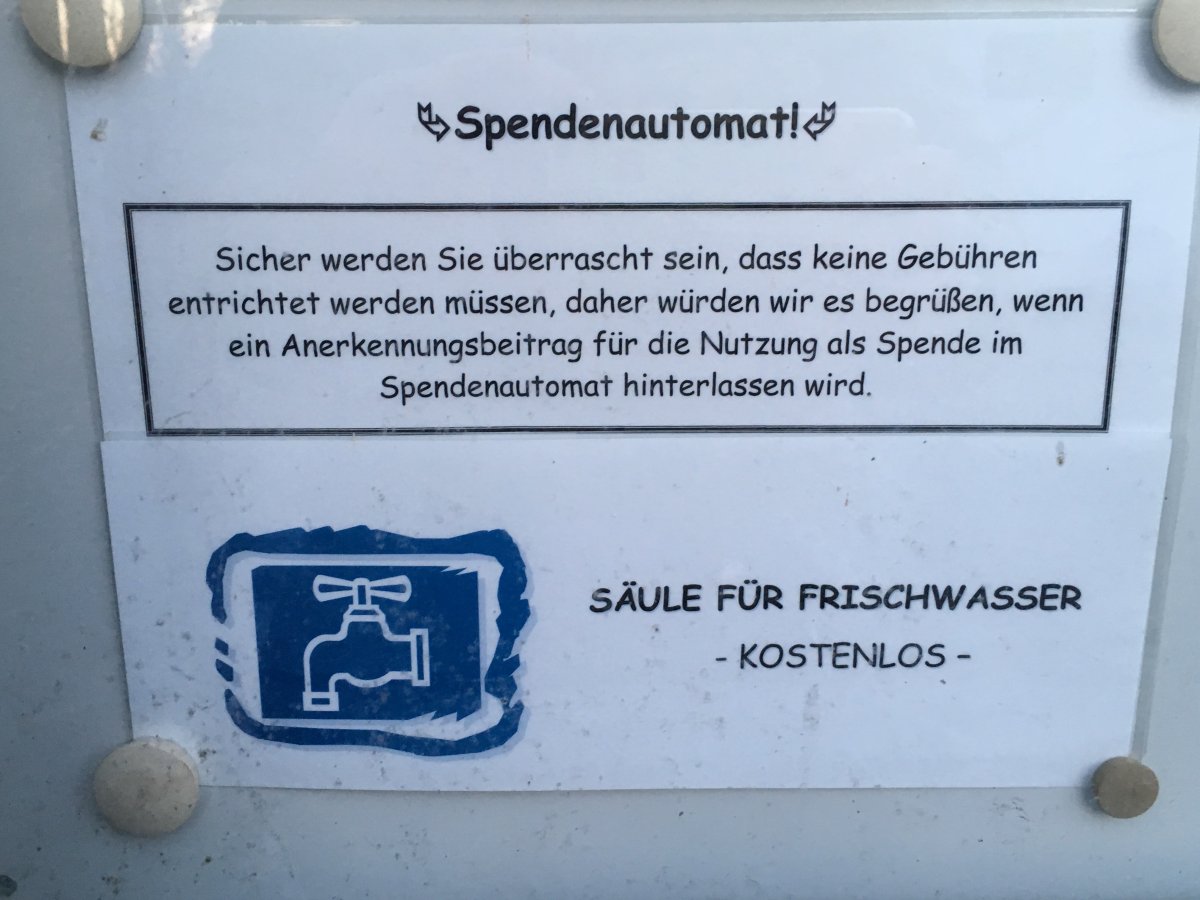 Spendenautomat!
Sicher werden Sie überrascht sein, dass keine Gebühren
entrichtet werden müssen, daher würden wir es begrüßen, wenn
ein Anerkennungsbeitrag für die Nutzung als Spende im
Spendenautomat hinterlassen wird.
SÄULE FÜR FRISCHWASSER
- KOSTENLOS -